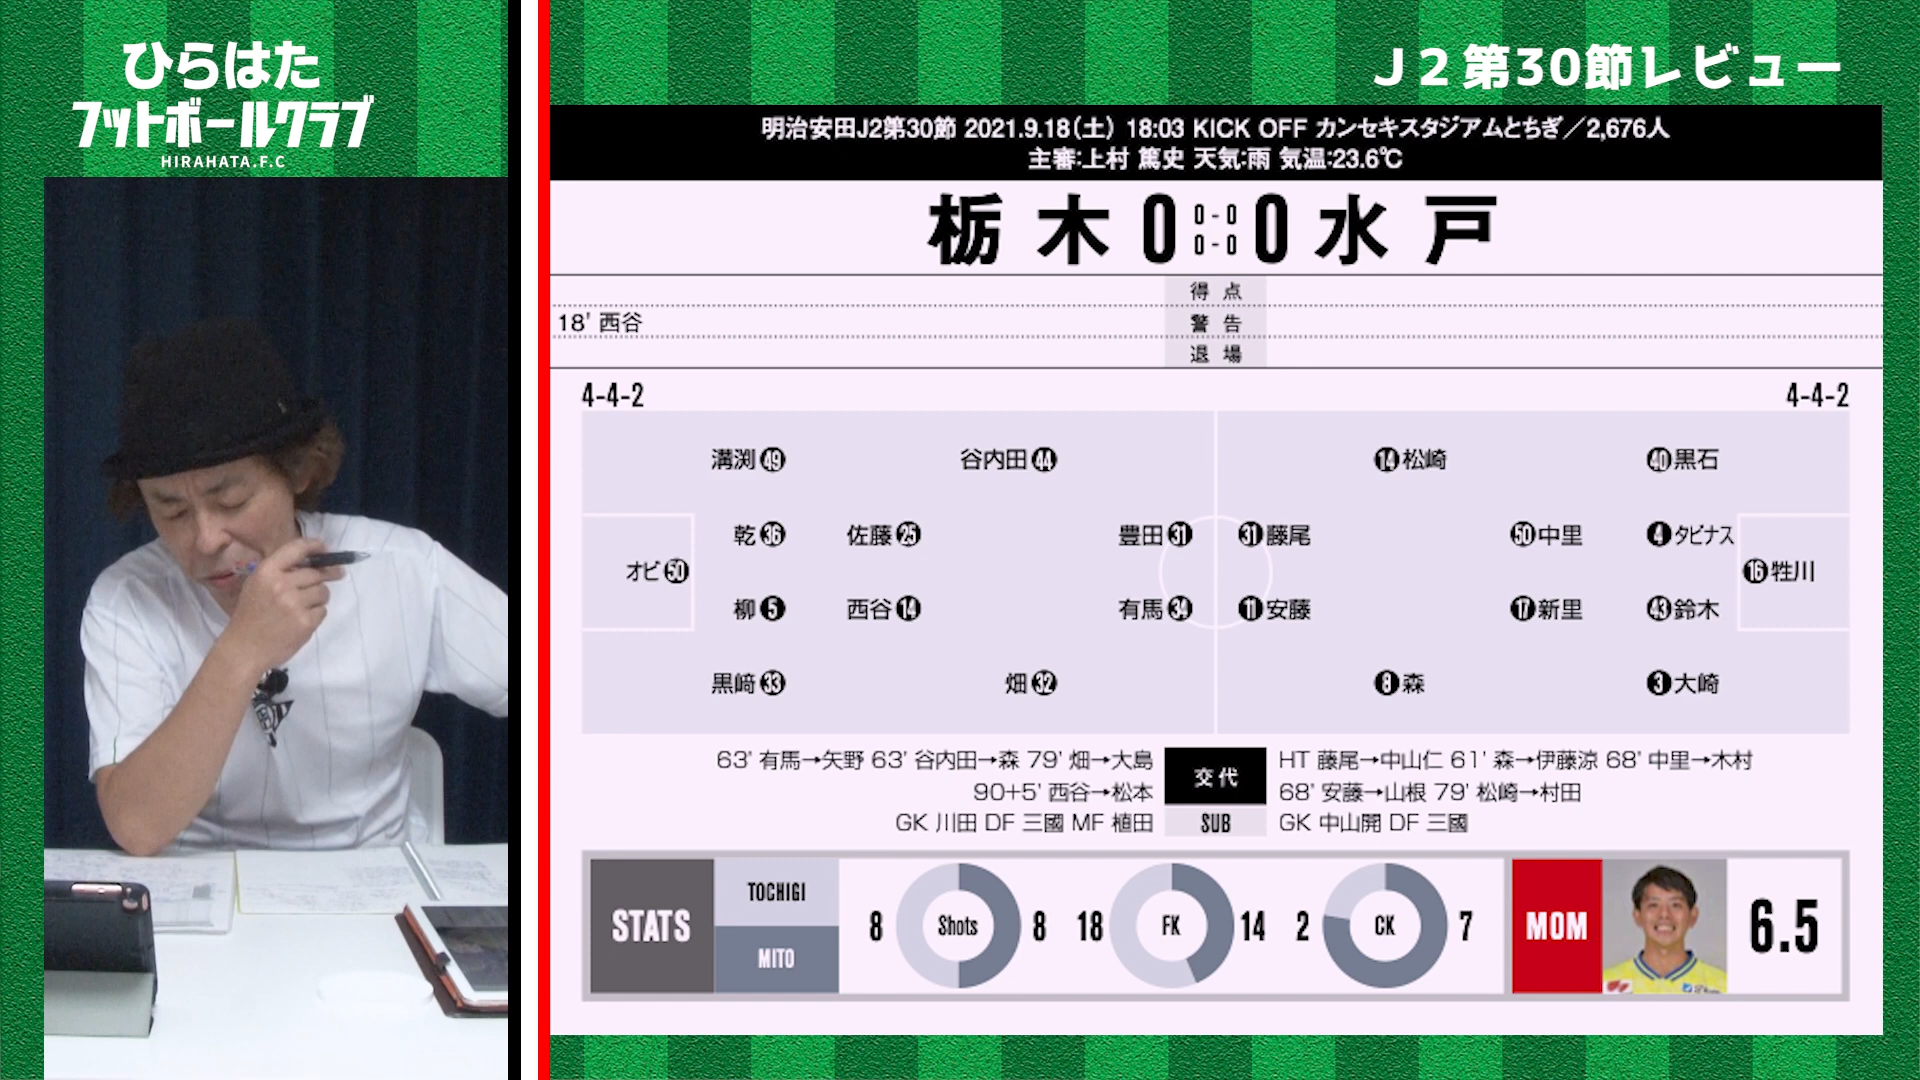 ひらはた
フットボールクラブ
HIRAHATA.F.C
J2第30節レビュー
明治安田J2第30節 2021.9.18(土) 18:03 KICK OFF カンセキスタジアムとちぎ/2,676人
主審:上村 篤史 天気:雨 気温:23.6℃
栃木 0 0-0 0-0 0 水戸
得点
18' 西谷 警告
退場
4-4-2 4-4-2
溝渕 49 谷内田 44 14 松崎 40 黒石
乾 36 佐藤 25 豊田 31 31 藤尾 50 中里 4 タビナス
オビ 50 16 牲川
柳 5 西谷 14 有馬 34 11 安藤 17 新里 43 鈴木
黒﨑 33 畑 32 8 森 3 大崎
63' 有馬→矢野 63' 谷内田→森 79' 畑→大島 交代 HT 藤尾→中山仁 61' 森→伊藤涼 68' 中里→木村
90+5' 西谷→松本 68' 安藤→山根 79' 松崎→村田
GK 川田 DF 三國 MF 植田 SUB GK 中山開 DF 三國
STATS TOCHIGI MITO 8 Shots 8 18 FK 14 2 CK 7 MOM 6.5